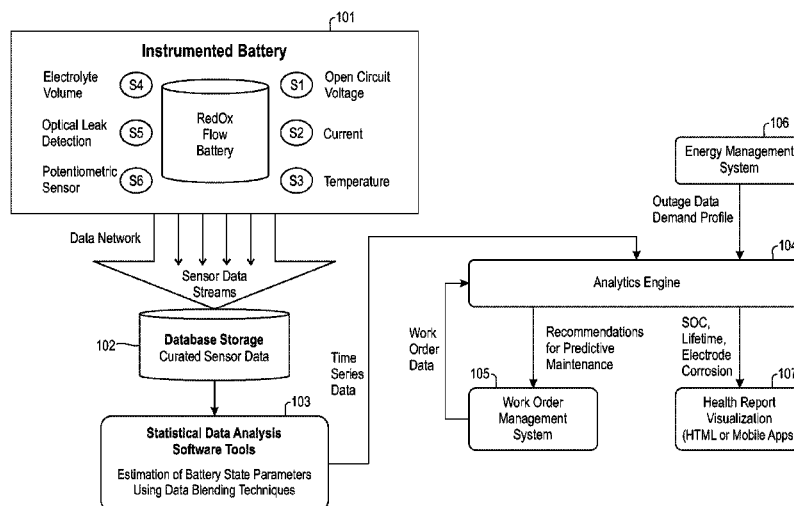 101
Instrumented Battery
Electrolyte
Volume
S4
S1
Open Circuit
Voltage
RedOx
Flow
Battery
Optical Leak
Detection
S5
S2
Current
Potentiometric
Sensor
S6
S3
Temperature
106
Energy Management
System
Data Network
Outage Data
Demand Profile
Sensor Data
Streams
104
Analytics Engine
102
Database Storage
Curated Sensor Data
Time
Series
Data
Work
Order
Data
Recommendations
for Predictive
Maintenance
SOC,
Lifetime,
Electrode
Corrosion
103
Statistical Data Analysis
Software Tools
Estimation of Battery State Parameters
Using Data Blending Techniques
105
Work Order
Management
System
107
Health Report
Visualization
(HTML or Mobile Apps